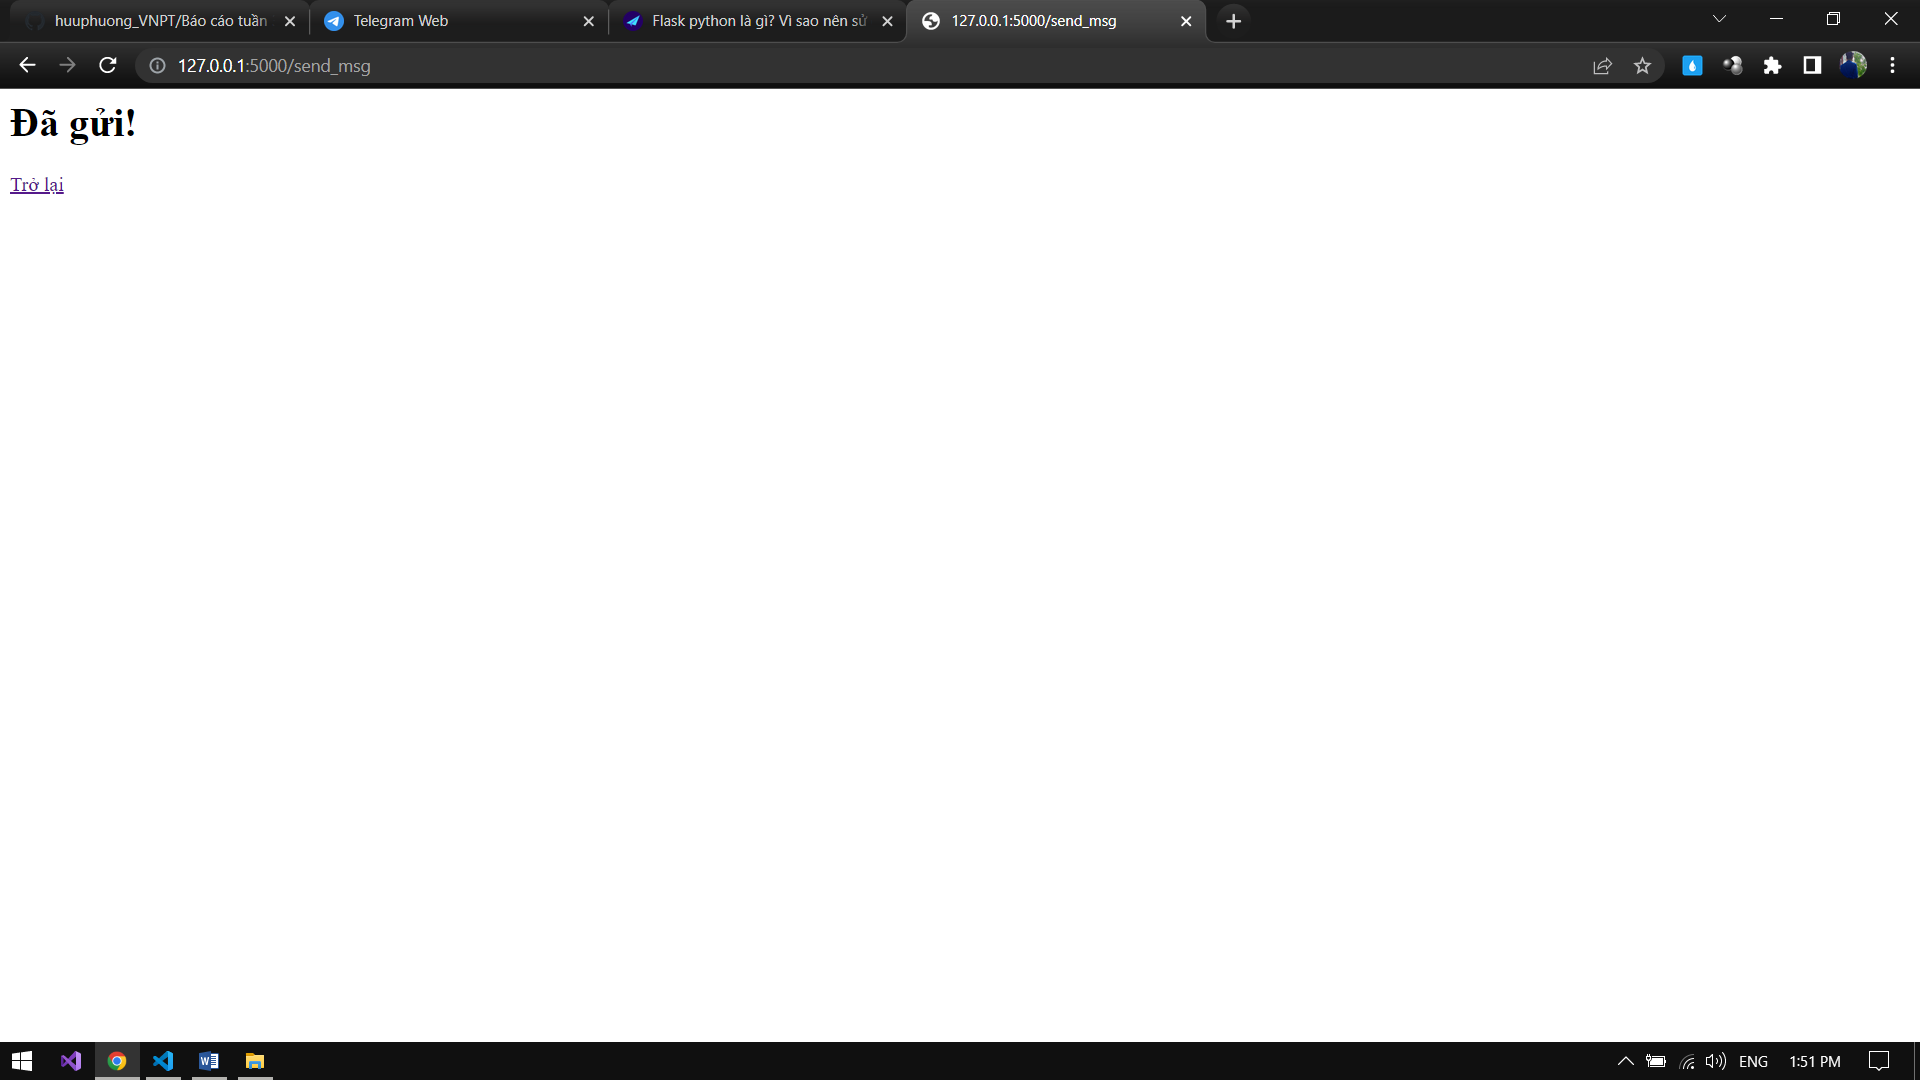 huuphuong_VNPT/Báo cáo tuần
Telegram Web
Flask python là gì? Vì sao nên sử
127.0.0.1:5000/send_msg
127.0.0.1:5000/send_msg
Đã gửi!
Trở lại
ENG
1:51 PM